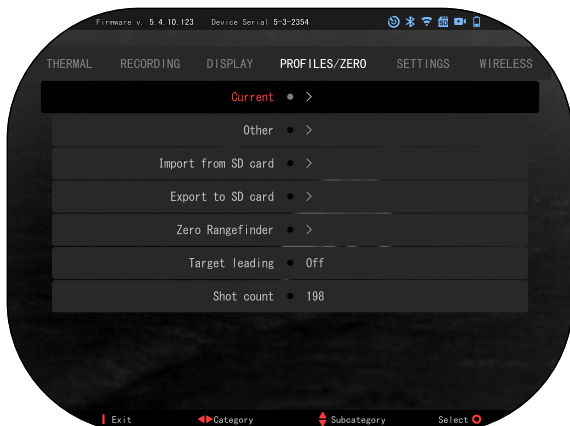 Firmware v. 5.4.10.123 Device Serial 5-3-2354
THERMAL RECORDING DISPLAY PROFILES/ZERO SETTINGS WIRELESS
Current >
Other >
Import from SD card >
Export to SD card >
Zero Rangefinder >
Target leading Off
Shot count 198
Exit Category Subcategory Select